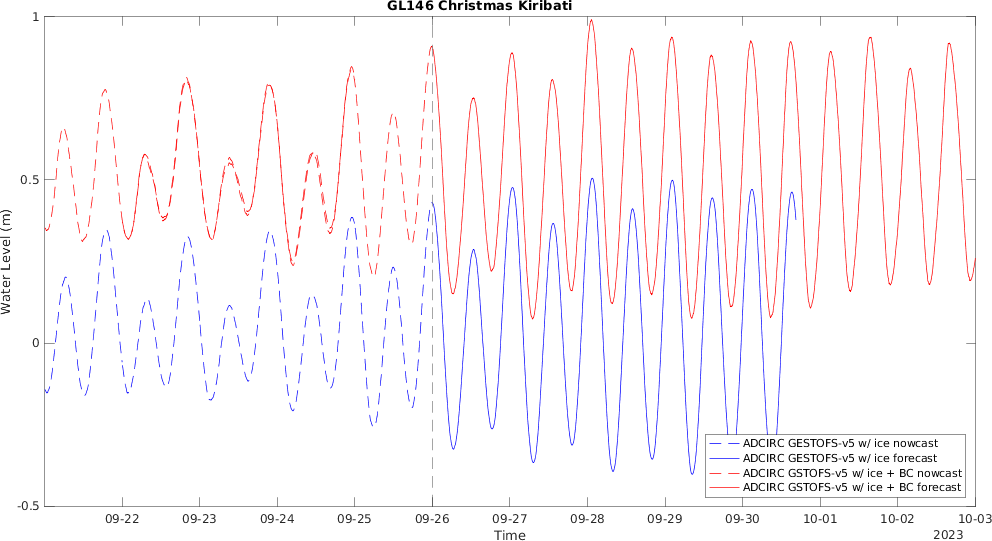 GL146 Christmas Kiribati
Water Level (m)
1
0.5
0
-0.5
ADCIRC GESTOFS-v5 w/ ice nowcast
ADCIRC GESTOFS-v5 w/ ice forecast
ADCIRC GSTOFS-v5 w/ ice + BC nowcast
ADCIRC GSTOFS-v5 w/ ice + BC forecast
09-22 09-23 09-24 09-25 09-26 09-27 09-28 09-29 09-30 10-01 10-02 10-03
Time
2023